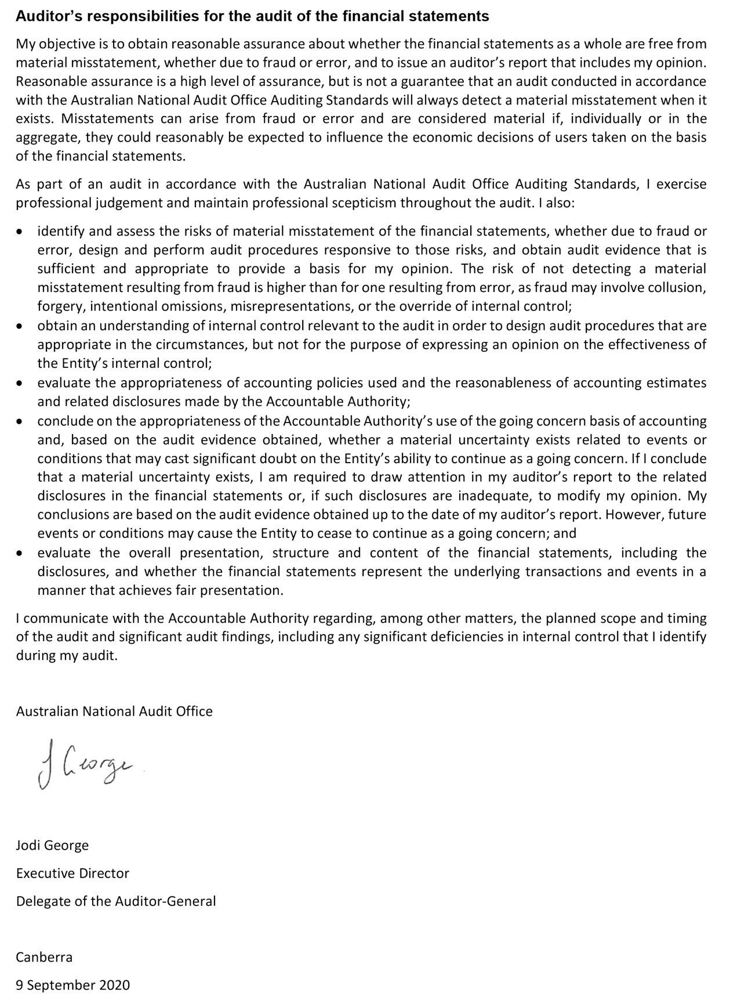 Auditor’s responsibilities for the audit of the financial statements
My objective is to obtain reasonable assurance about whether the financial statements as a whole are free from
material misstatement, whether due to fraud or error, and to issue an auditor’s report that includes my opinion.
Reasonable assurance is a high level of assurance, but is not a guarantee that an audit conducted in accordance
with the Australian National Audit Office Auditing Standards will always detect a material misstatement when it
exists. Misstatements can arise from fraud or error and are considered material if, individually or in the
aggregate, they could reasonably be expected to influence the economic decisions of users taken on the basis
of the financial statements.
As part of an audit in accordance with the Australian National Audit Office Auditing Standards, I exercise
professional judgement and maintain professional scepticism throughout the audit. I also:
• identify and assess the risks of material misstatement of the financial statements, whether due to fraud or
error, design and perform audit procedures responsive to those risks, and obtain audit evidence that is
sufficient and appropriate to provide a basis for my opinion. The risk of not detecting a material
misstatement resulting from fraud is higher than for one resulting from error, as fraud may involve collusion,
forgery, intentional omissions, misrepresentations, or the override of internal control;
• obtain an understanding of internal control relevant to the audit in order to design audit procedures that are
appropriate in the circumstances, but not for the purpose of expressing an opinion on the effectiveness of
the Entity’s internal control;
• evaluate the appropriateness of accounting policies used and the reasonableness of accounting estimates
and related disclosures made by the Accountable Authority;
• conclude on the appropriateness of the Accountable Authority’s use of the going concern basis of accounting
and, based on the audit evidence obtained, whether a material uncertainty exists related to events or
conditions that may cast significant doubt on the Entity’s ability to continue as a going concern. If I conclude
that a material uncertainty exists, I am required to draw attention in my auditor’s report to the related
disclosures in the financial statements or, if such disclosures are inadequate, to modify my opinion. My
conclusions are based on the audit evidence obtained up to the date of my auditor’s report. However, future
events or conditions may cause the Entity to cease to continue as a going concern; and
• evaluate the overall presentation, structure and content of the financial statements, including the
disclosures, and whether the financial statements represent the underlying transactions and events in a
manner that achieves fair presentation.
I communicate with the Accountable Authority regarding, among other matters, the planned scope and timing
of the audit and significant audit findings, including any significant deficiencies in internal control that I identify
during my audit.
Australian National Audit Office
J George
Jodi George
Executive Director
Delegate of the Auditor-General
Canberra
9 September 2020